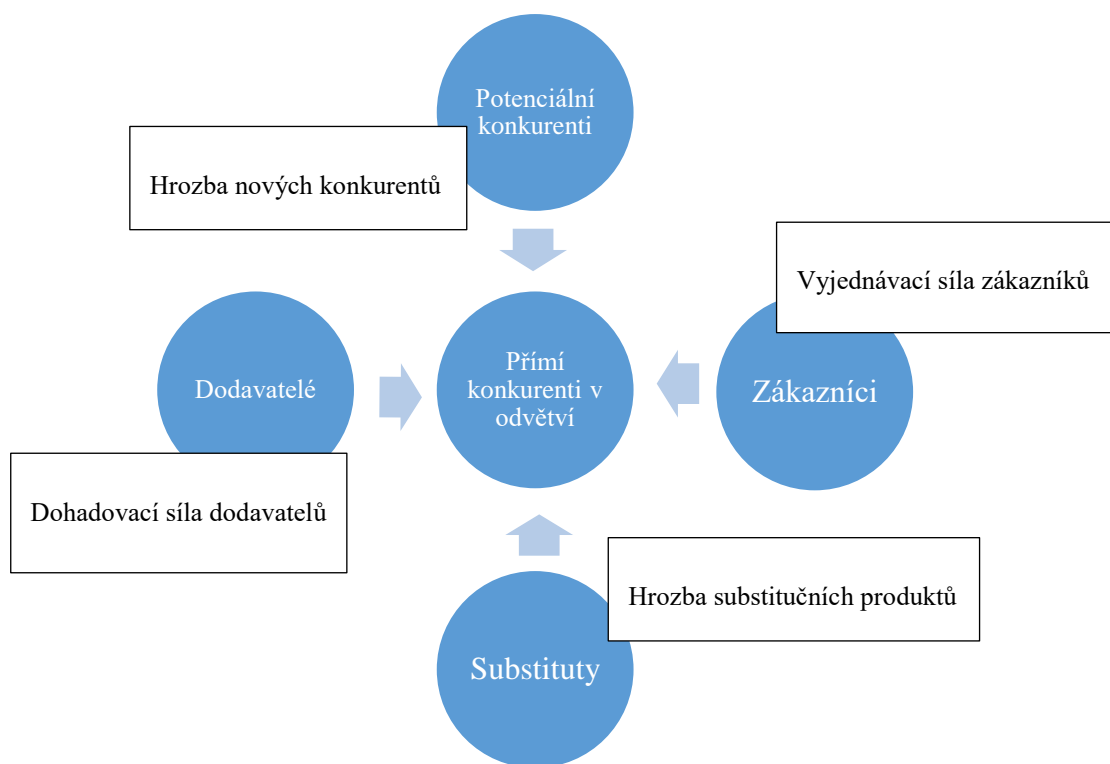 Potenciální
konkurenti
Hrozba nových konkurentů
Vyjednávací síla zákazníků
Dodavatelé
Přímí
konkurenti v
odvětví
Zákazníci
Dohadovací síla dodavatelů
Hrozba substitučních produktů
Substituty